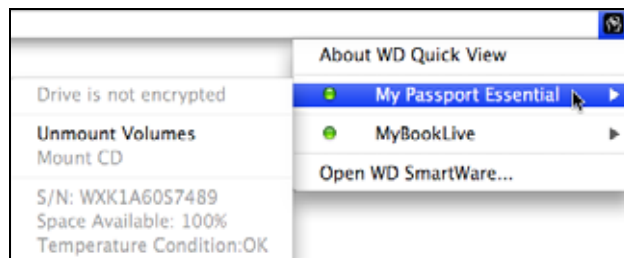 About WD Quick View
My Passport Essential
MyBookLive
Open WD SmartWare...
Drive is not encrypted
Unmount Volumes
Mount CD
S/N: WXK1A60S7489
Space Available: 100%
Temperature Condition:OK